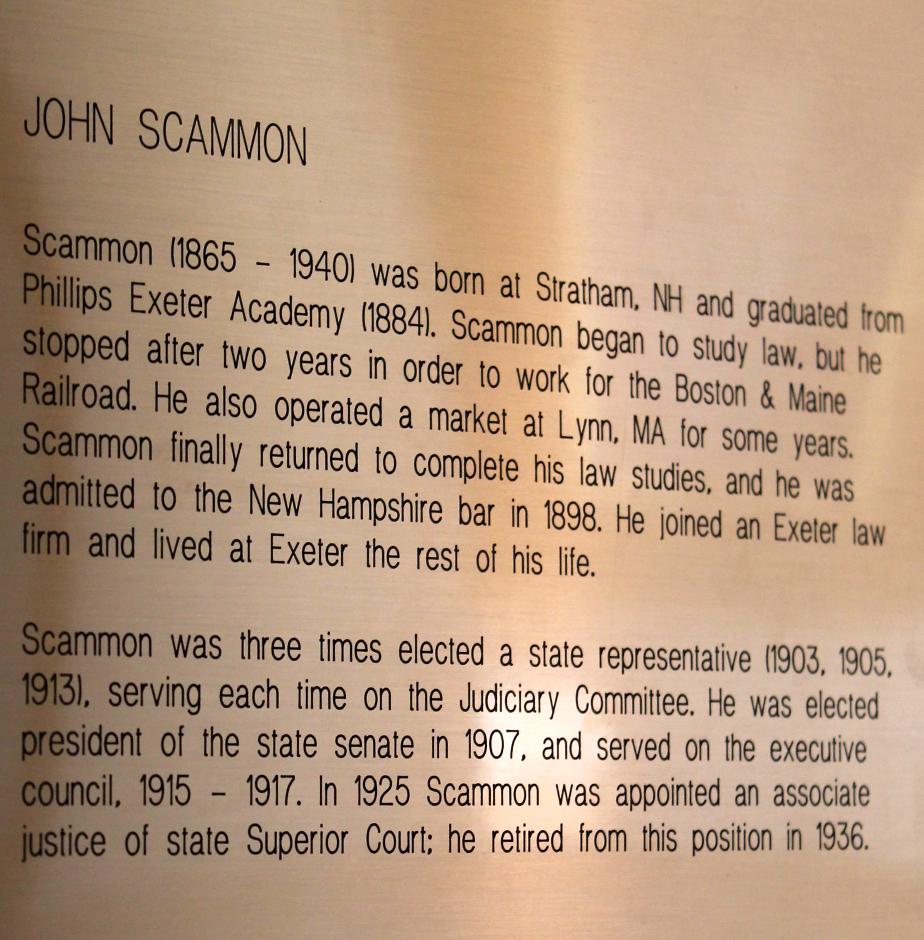 JOHN SCAMMON
Scammon (1865 – 1940) was born at Stratham, NH and graduated from
Phillips Exeter Academy (1884). Scammon began to study law, but he
stopped after two years in order to work for the Boston & Maine
Railroad. He also operated a market at Lynn, MA for some years.
Scammon finally returned to complete his law studies, and he was
admitted to the New Hampshire bar in 1898. He joined an Exeter law
firm and lived at Exeter the rest of his life.
Scammon was three times elected a state representative (1903, 1905,
1913), serving each time on the Judiciary Committee. He was elected
president of the state senate in 1907, and served on the executive
council, 1915 – 1917. In 1925 Scammon was appointed an associate
justice of state Superior Court; he retired from this position in 1936.